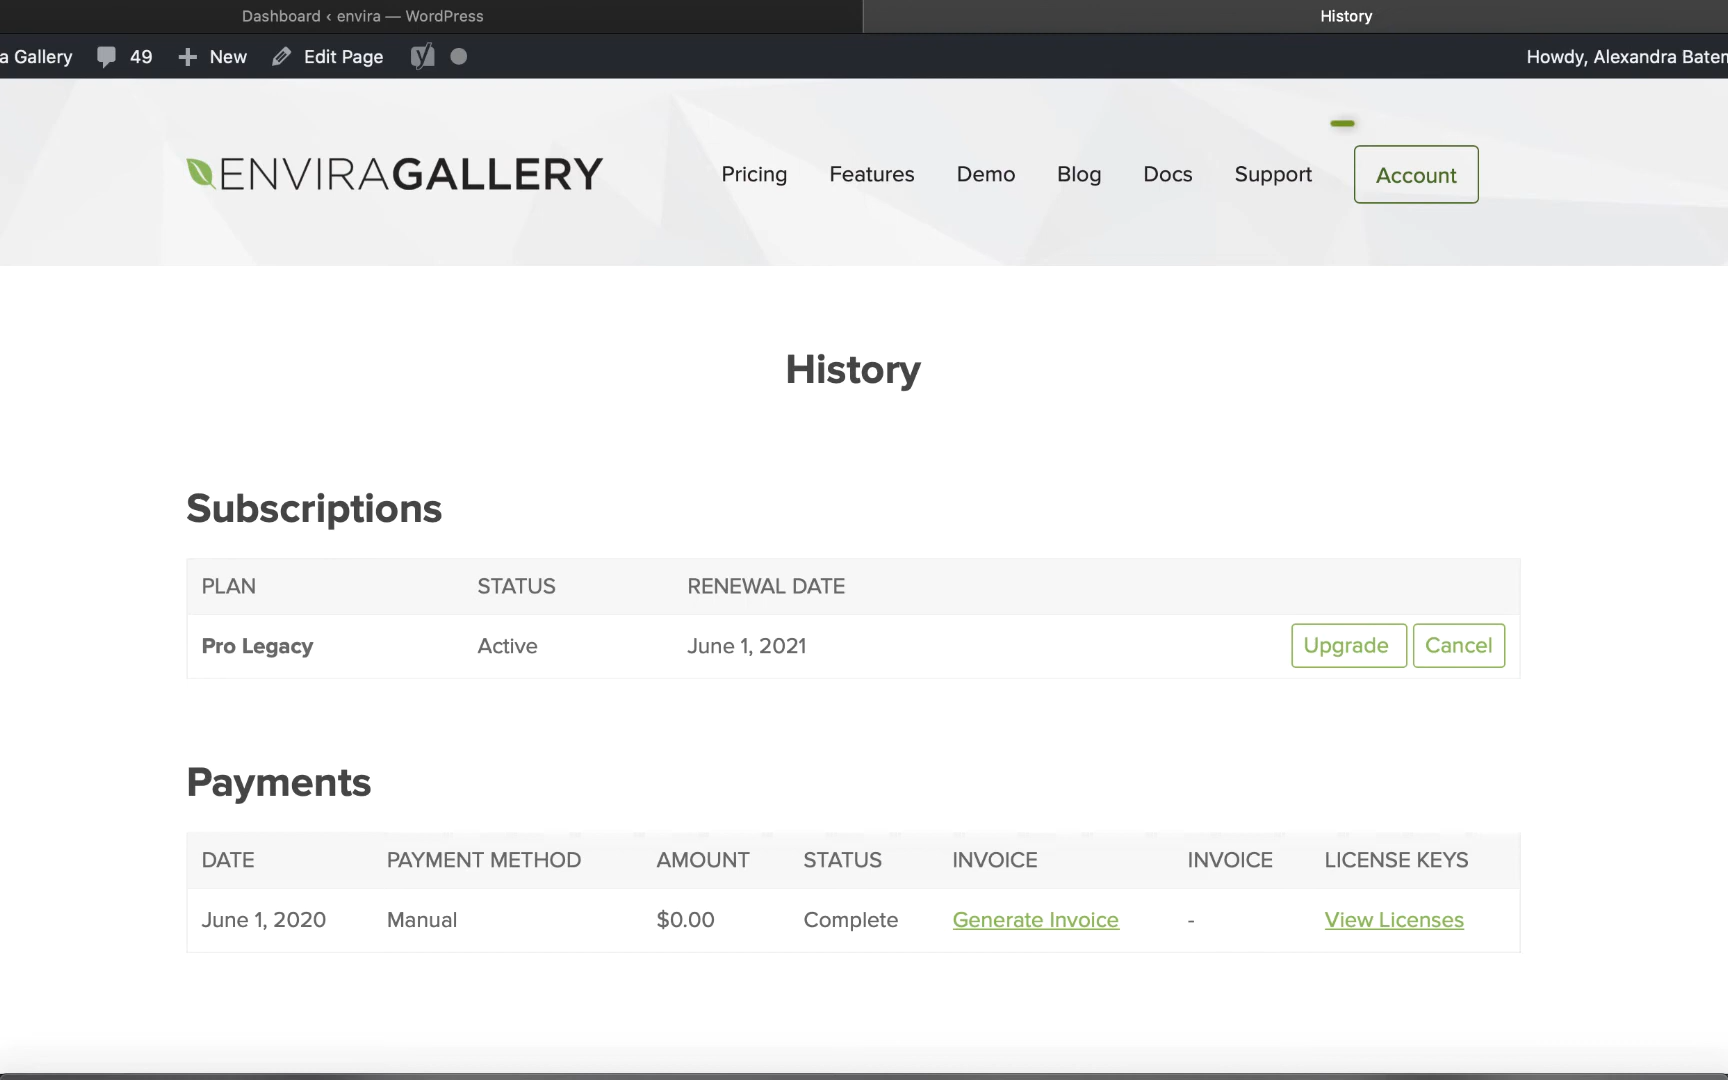 Dashboard ‹ envira — WordPress
History
a Gallery 49 New Edit Page Howdy, Alexandra
ENVIRAGALLERY Pricing Features Demo Blog Docs Support Account
History
Subscriptions
PLAN STATUS RENEWAL DATE
Pro Legacy Active June 1, 2021 Upgrade Cancel
Payments
DATE PAYMENT METHOD AMOUNT STATUS INVOICE INVOICE LICENSE KEYS
June 1, 2020 Manual $0.00 Complete Generate Invoice - View Licenses